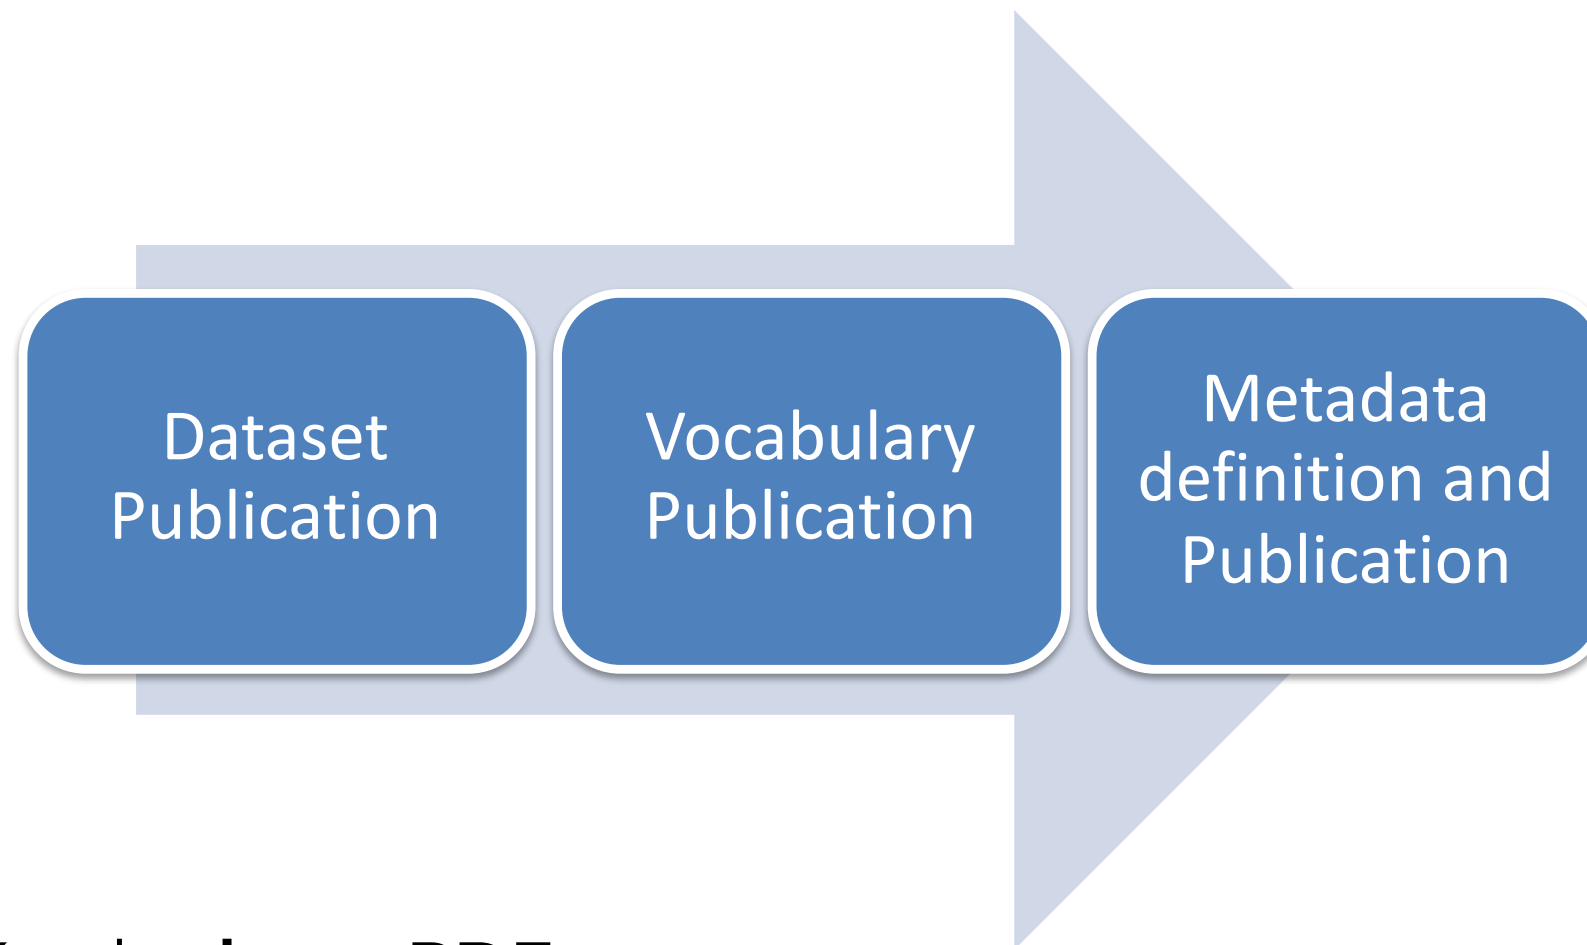 Dataset
Publication
Vocabulary
Publication
Metadata
definition and
Publication